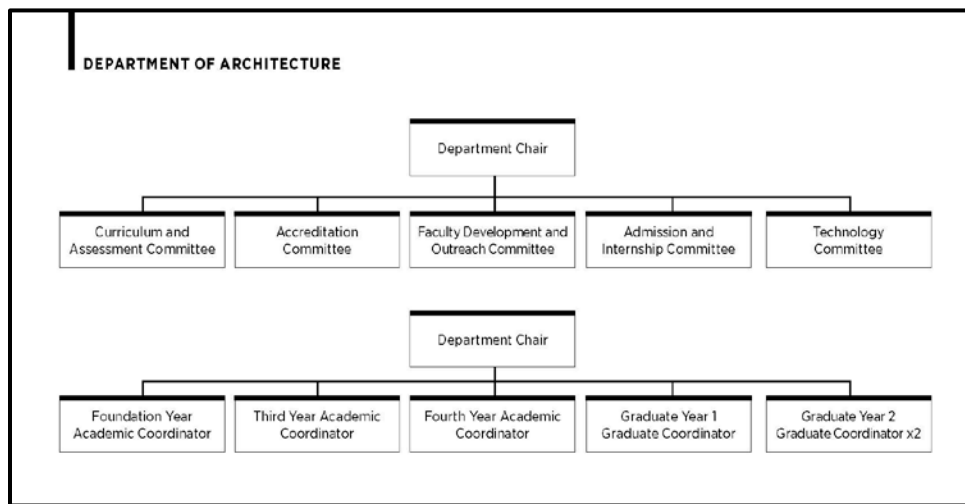 DEPARTMENT OF ARCHITECTURE
Department Chair
Curriculum and
Assessment Committee
Accreditation
Committee
Faculty Development and
Outreach Committee
Admission and
Internship Committee
Technology
Committee
Department Chair
Foundation Year
Academic Coordinator
Third Year Academic
Coordinator
Fourth Year Academic
Coordinator
Graduate Year 1
Graduate Coordinator
Graduate Year 2
Graduate Coordinator x2